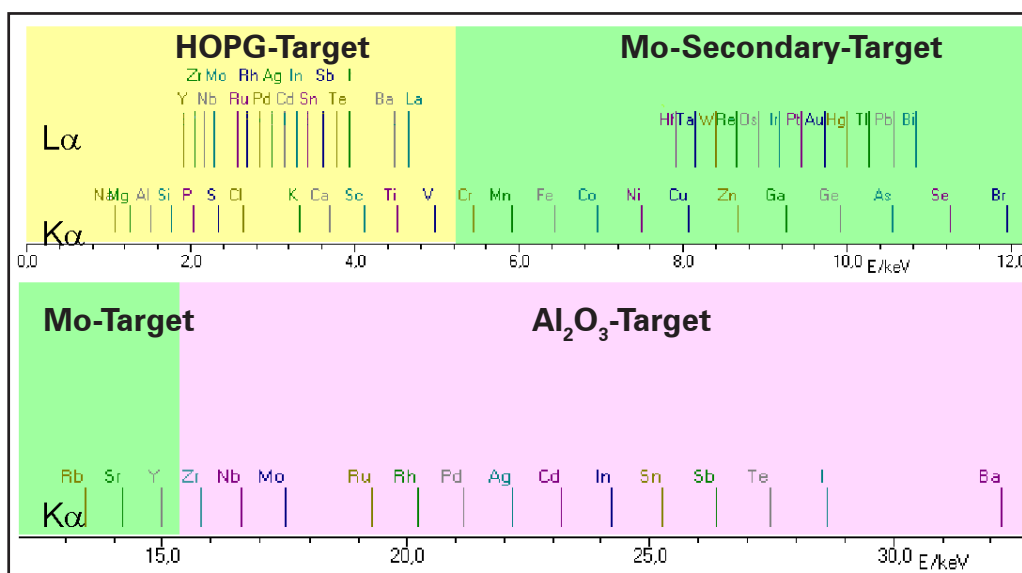 HOPG-Target Mo-Secondary-Target
Zr Mo Rh Ag In Sb I
Y Nb Ru Pd Cd Sn Te Ba La
Hf Ta W Re Os Ir Pt Au Hg Tl Pb Bi
Lα
Na Mg Al Si P S Cl K Ca Sc Ti V Cr Mn Fe Co Ni Cu Zn Ga Ge As Se Br
Kα
0,0 2,0 4,0 6,0 8,0 10,0 E/keV 12,0
Mo-Target Al₂O₃-Target
Rb Sr Y Zr Nb Mo Ru Rh Pd Ag Cd In Sn Sb Te I Ba
Kα
15,0 20,0 25,0 30,0 E/keV